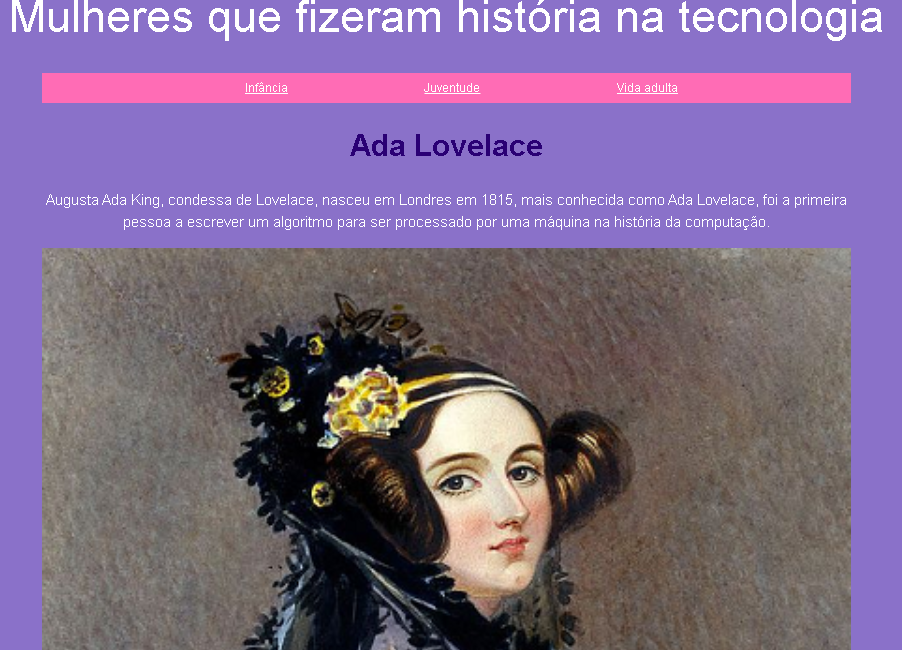 Mulheres que fizeram história na tecnologia
Infância Juventude Vida adulta
Ada Lovelace
Augusta Ada King, condessa de Lovelace, nasceu em Londres em 1815, mais conhecida como Ada Lovelace, foi a primeira
pessoa a escrever um algoritmo para ser processado por uma máquina na história da computação.